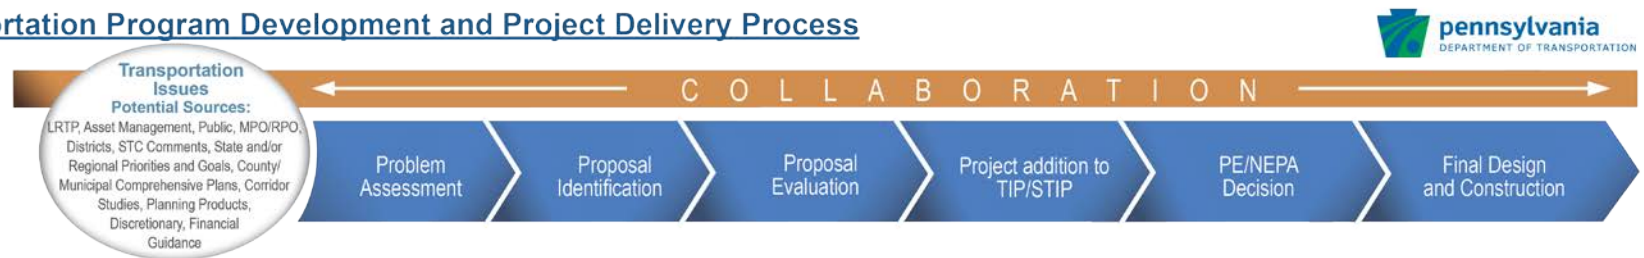 Program Development and Project Delivery Process
pennsylvania
DEPARTMENT OF TRANSPORTATION
Transportation
Issues
Potential Sources:
LRTP, Asset Management, Public, MPO/RPO,
Districts, STC Comments, State and/or
Regional Priorities and Goals, County/
Municipal Comprehensive Plans, Corridor
Studies, Planning Products,
Discretionary, Financial
Guidance
COLLABORATION
Problem
Assessment
Proposal
Identification
Proposal
Evaluation
Project addition to
TIP/STIP
PE/NEPA
Decision
Final Design
and Construction